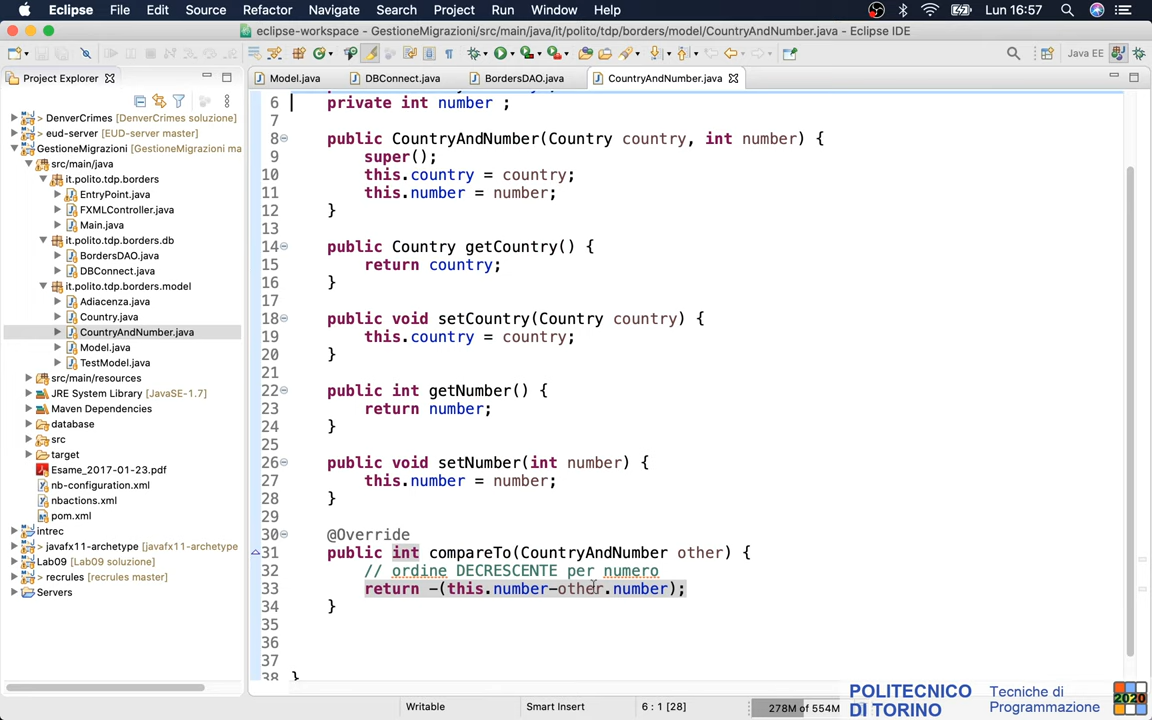 Eclipse File Edit Source Refactor Navigate Search Project Run Window Help Lun 16:57
eclipse-workspace - GestioneMigrazioni/src/main/java/it/polito/tdp/borders/model/CountryAndNumber.java - Eclipse IDE
Java EE
Project Explorer
Model.java DBConnect.java BordersDAO.java CountryAndNumber.java
DenverCrimes [DenverCrimes soluzione]
eud-server [EUD-server master]
GestioneMigrazioni [GestioneMigrazioni ma
src/main/java
it.polito.tdp.borders
EntryPoint.java
FXMLController.java
Main.java
it.polito.tdp.borders.db
BordersDAO.java
DBConnect.java
it.polito.tdp.borders.model
Adiacenza.java
Country.java
CountryAndNumber.java
Model.java
TestModel.java
src/main/resources
JRE System Library [JavaSE-1.7]
Maven Dependencies
database
src
target
Esame_2017-01-23.pdf
nb-configuration.xml
nbactions.xml
pom.xml
intrec
> javafx11-archetype [javafx11-archetype
Lab09 [Lab09 soluzione]
> recrules [recrules master]
Servers
6 private int number ;
7
8 public CountryAndNumber(Country country, int number) {
9 super();
10 this.country = country;
11 this.number = number;
12 }
13
14 public Country getCountry() {
15 return country;
16 }
17
18 public void setCountry(Country country) {
19 this.country = country;
20 }
21
22 public int getNumber() {
23 return number;
24 }
25
26 public void setNumber(int number) {
27 this.number = number;
28 }
29
30 @Override
31 public int compareTo(CountryAndNumber other) {
32 // ordine DECRESCENTE per numero
33 return -(this.number-other.number);
34 }
35
36
37
38 }
Writable Smart Insert 6 : 1 [28] 278M of 554M
POLITECNICO DI TORINO
Tecniche di Programmazione
2020